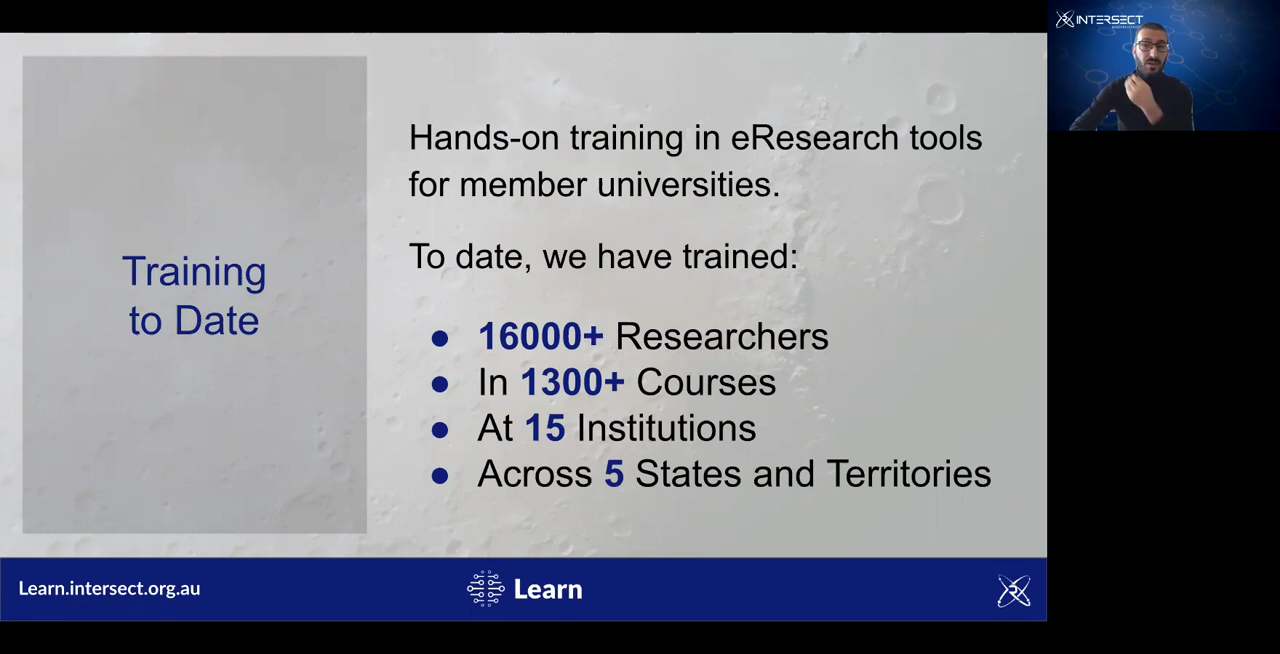 INTERSECT
Hands-on training in eResearch tools
for member universities.
To date, we have trained:
Training
to Date
● 16000+ Researchers
● In 1300+ Courses
● At 15 Institutions
● Across 5 States and Territories
Learn.intersect.org.au
Learn